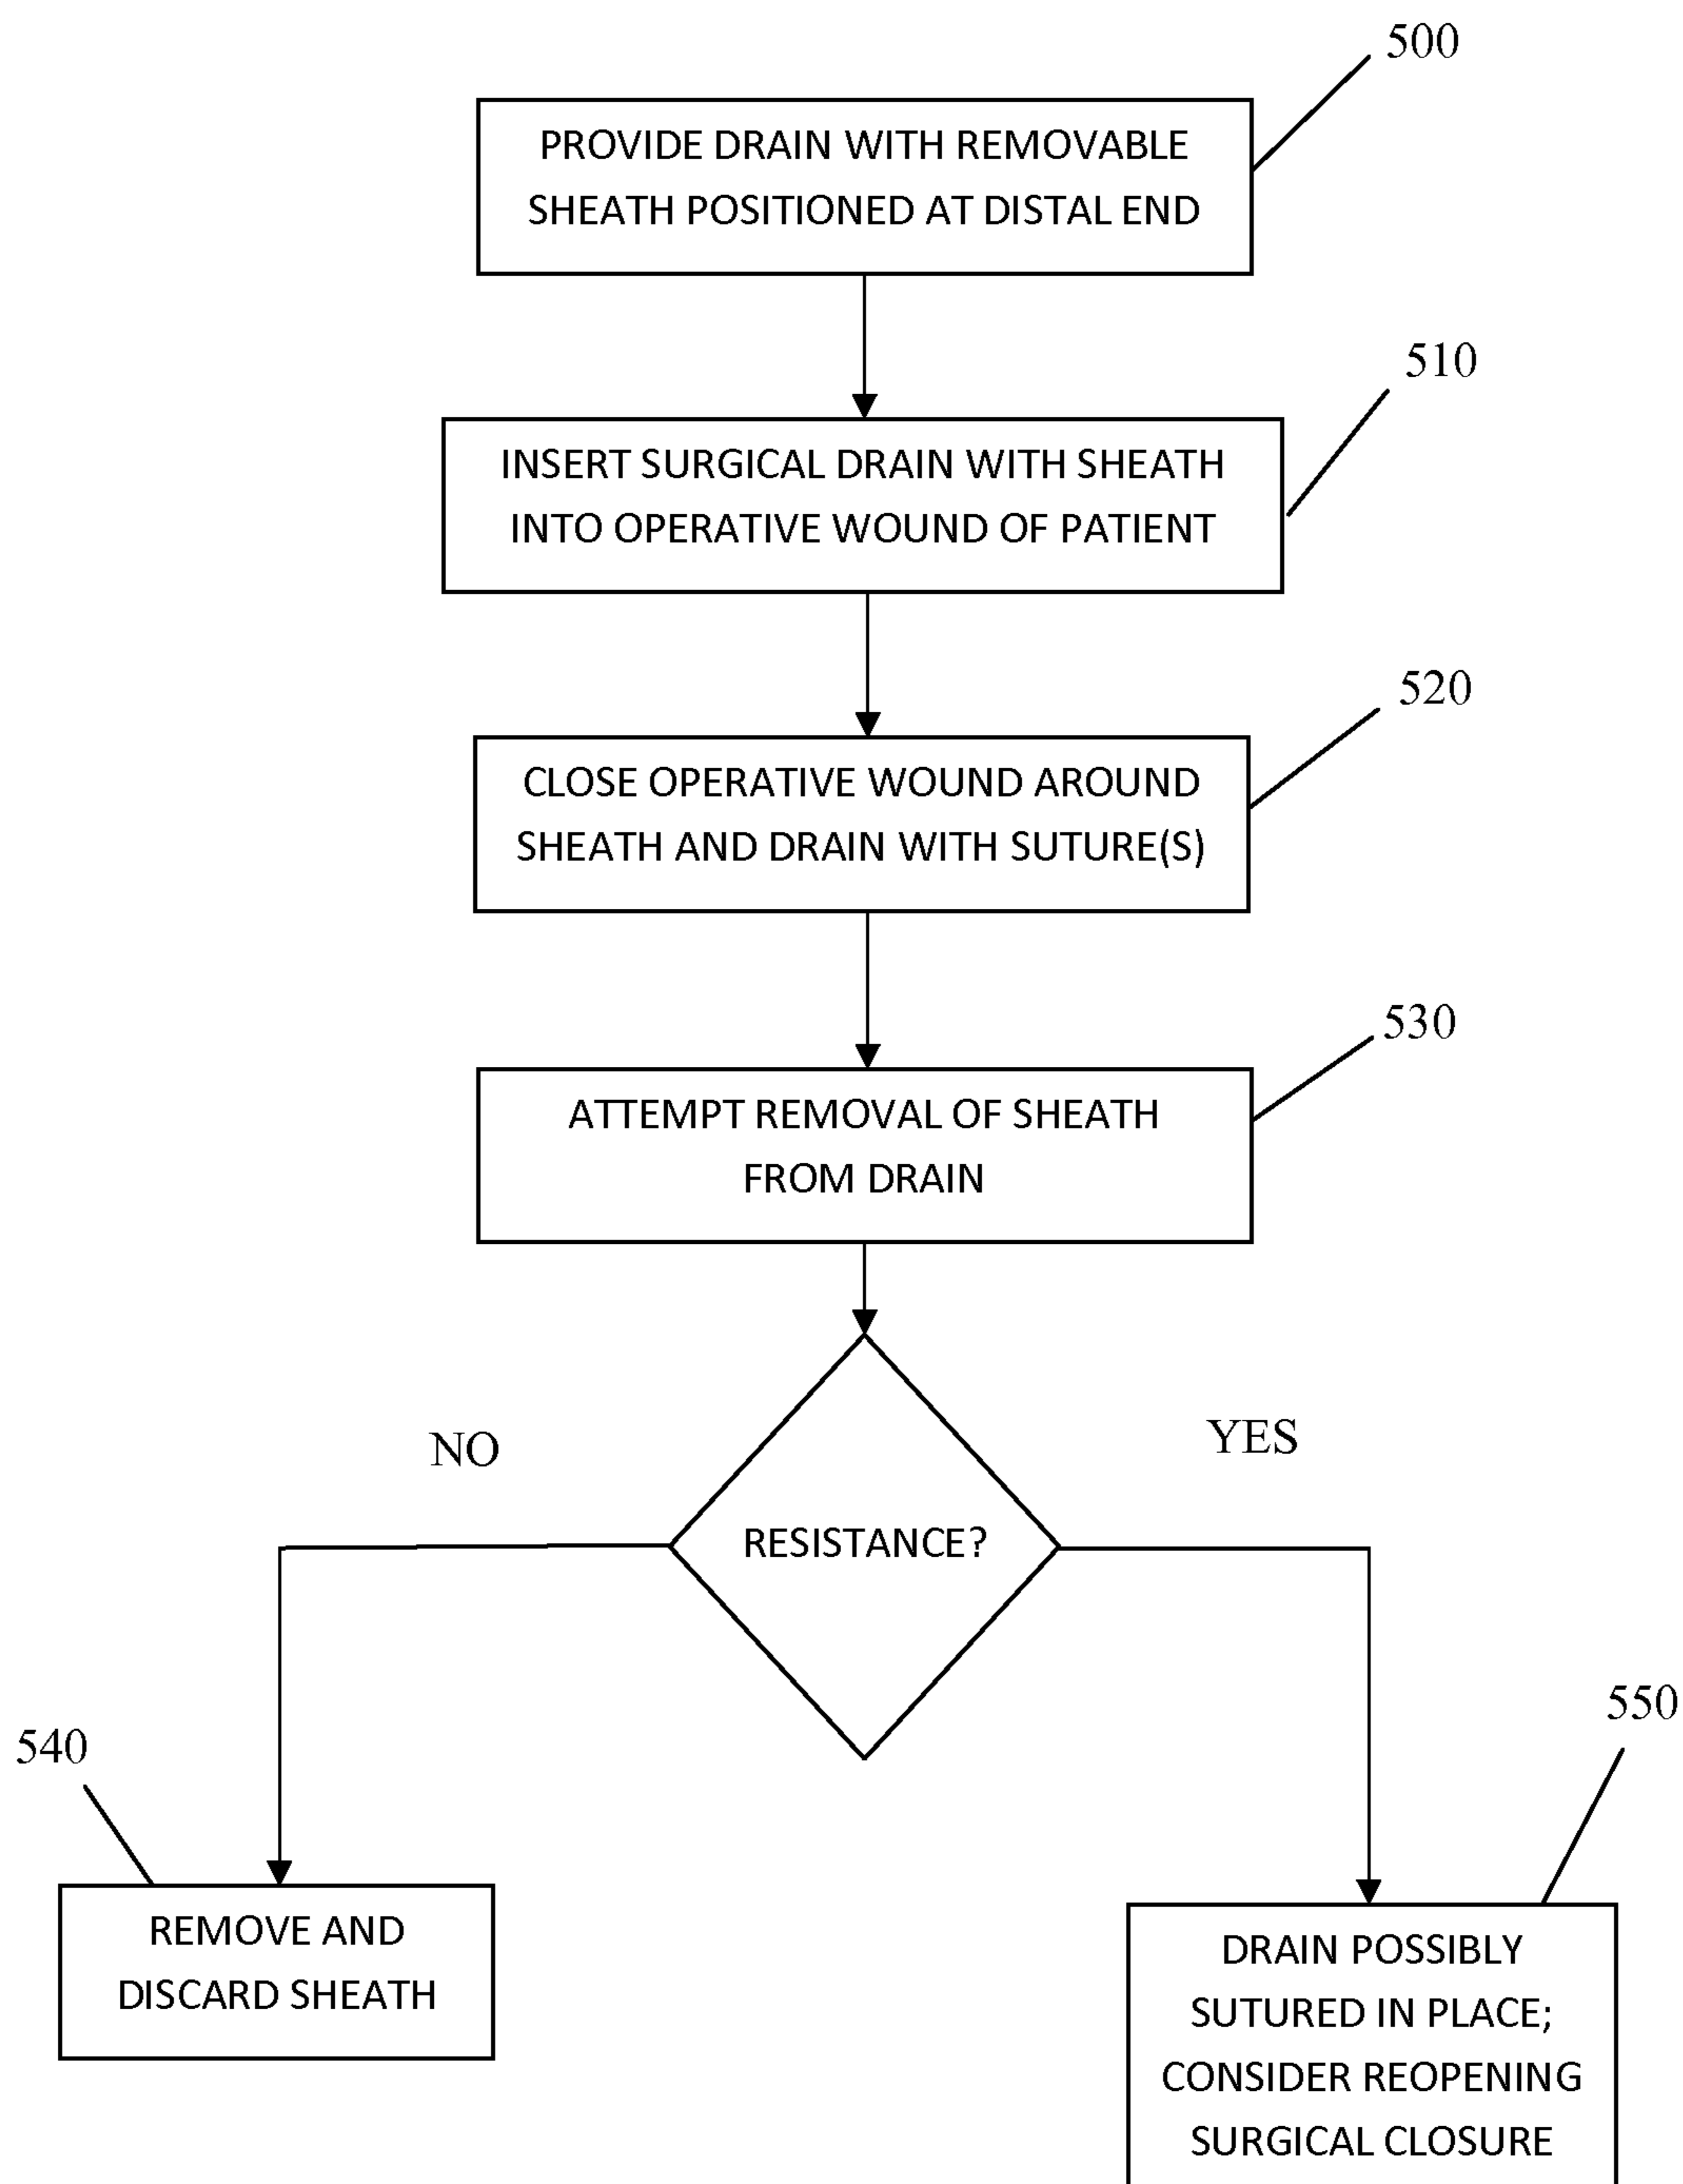 500
PROVIDE DRAIN WITH REMOVABLE
SHEATH POSITIONED AT DISTAL END
510
INSERT SURGICAL DRAIN WITH SHEATH
INTO OPERATIVE WOUND OF PATIENT
520
CLOSE OPERATIVE WOUND AROUND
SHEATH AND DRAIN WITH SUTURE(S)
530
ATTEMPT REMOVAL OF SHEATH
FROM DRAIN
NO
YES
RESISTANCE?
540
REMOVE AND
DISCARD SHEATH
550
DRAIN POSSIBLY
SUTURED IN PLACE;
CONSIDER REOPENING
SURGICAL CLOSURE